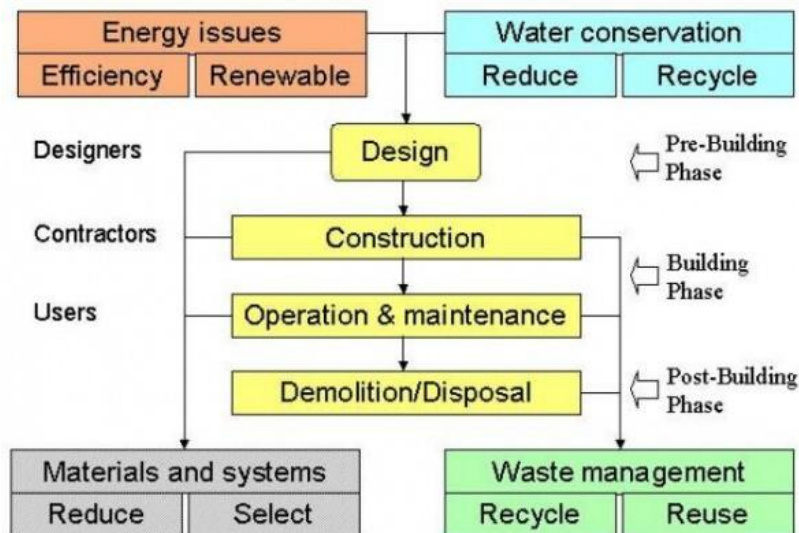 Energy issues
Water conservation
Efficiency
Renewable
Reduce
Recycle
Designers
Design
Pre-Building
Phase
Contractors
Construction
Building
Phase
Users
Operation & maintenance
Demolition/Disposal
Post-Building
Phase
Materials and systems
Waste management
Reduce
Select
Recycle
Reuse